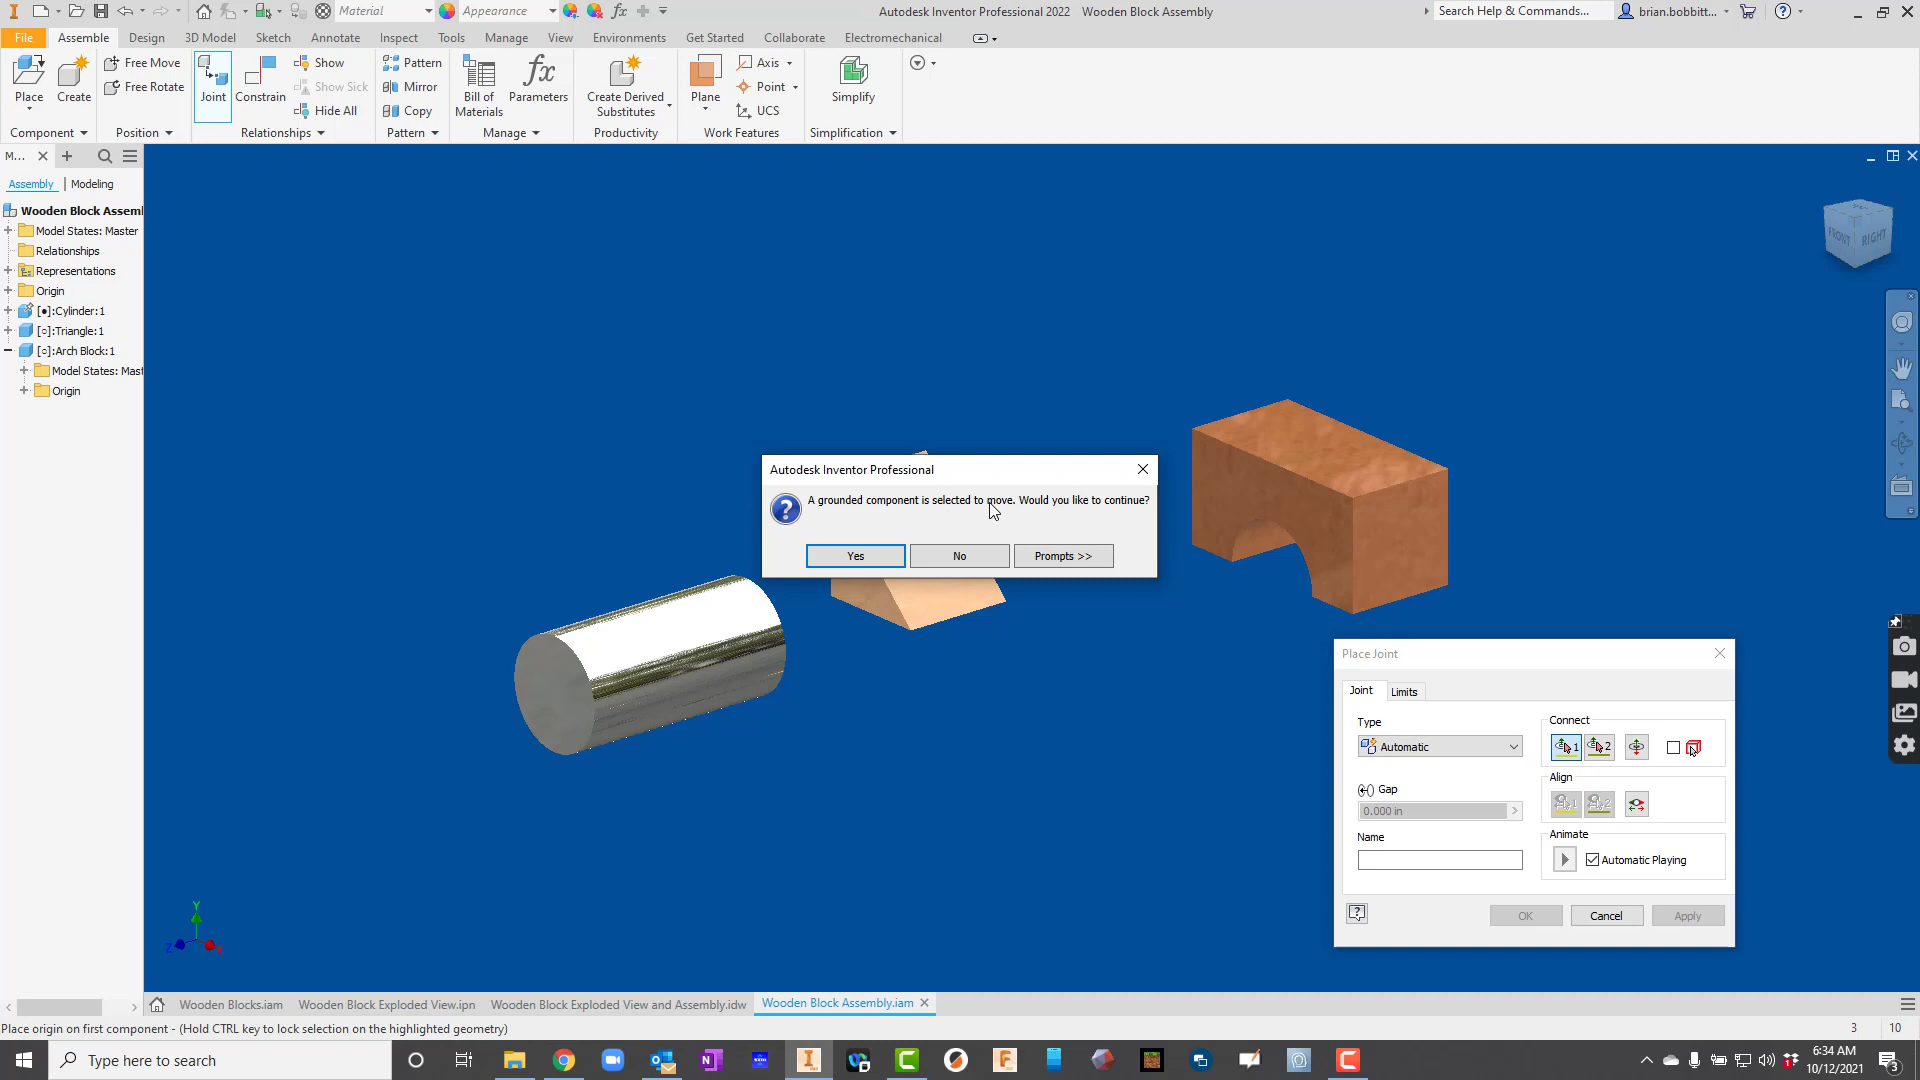 Material
Appearance
fx
Autodesk Inventor Professional 2022 Wooden Block Assembly
Search Help & Commands...
brian.bobbitt...
File
Assemble
Design
3D Model
Sketch
Annotate
Inspect
Tools
Manage
View
Environments
Get Started
Collaborate
Electromechanical
Place
Create
Free Move
Free Rotate
Joint
Constrain
Show
Show Sick
Hide All
Pattern
Mirror
Copy
Bill of
Materials
fx
Parameters
Create Derived
Substitutes
Plane
Axis
Point
UCS
Simplify
Component
Position
Relationships
Pattern
Manage
Productivity
Work Features
Simplification
M...
Assembly
Modeling
Wooden Block Assem
Model States: Master
Relationships
Representations
Origin
[●]:Cylinder:1
[○]:Triangle:1
[○]:Arch Block:1
Model States: Mast
Origin
FRONT
RIGHT
Autodesk Inventor Professional
A grounded component is selected to move. Would you like to continue?
Yes
No
Prompts >>
Place Joint
Joint
Limits
Type
Automatic
Connect
1
2
Gap
0.000 in
Align
Name
Animate
Automatic Playing
OK
Cancel
Apply
Y
Z
X
Wooden Blocks.iam
Wooden Block Exploded View.ipn
Wooden Block Exploded View and Assembly.idw
Wooden Block Assembly.iam
Place origin on first component - (Hold CTRL key to lock selection on the highlighted geometry)
3
10
Type here to search
6:34 AM
10/12/2021
3